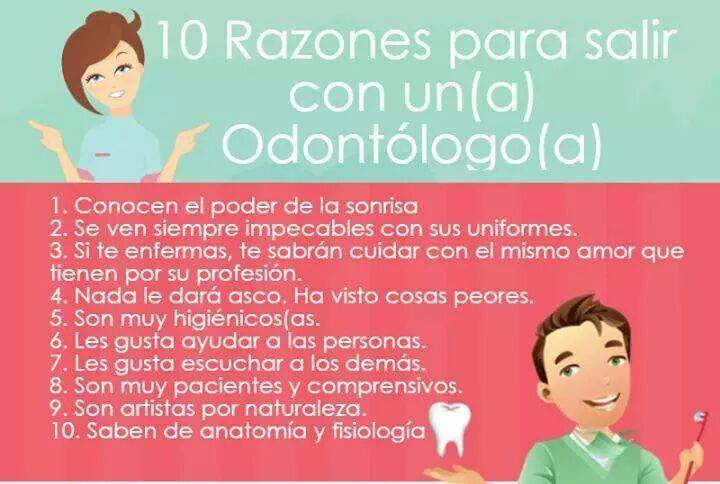 10 Razones para salir
con un(a)
Odontólogo(a)
1. Conocen el poder de la sonrisa
2. Se ven siempre impecables con sus uniformes.
3. Si te enfermas, te sabrán cuidar con el mismo amor que
tienen por su profesión.
4. Nada le dará asco. Ha visto cosas peores.
5. Son muy higiénicos(as.
6. Les gusta ayudar a las personas.
7. Les gusta escuchar a los demás.
8. Son muy pacientes y comprensivos.
9. Son artistas por naturaleza.
10. Saben de anatomía y fisiología